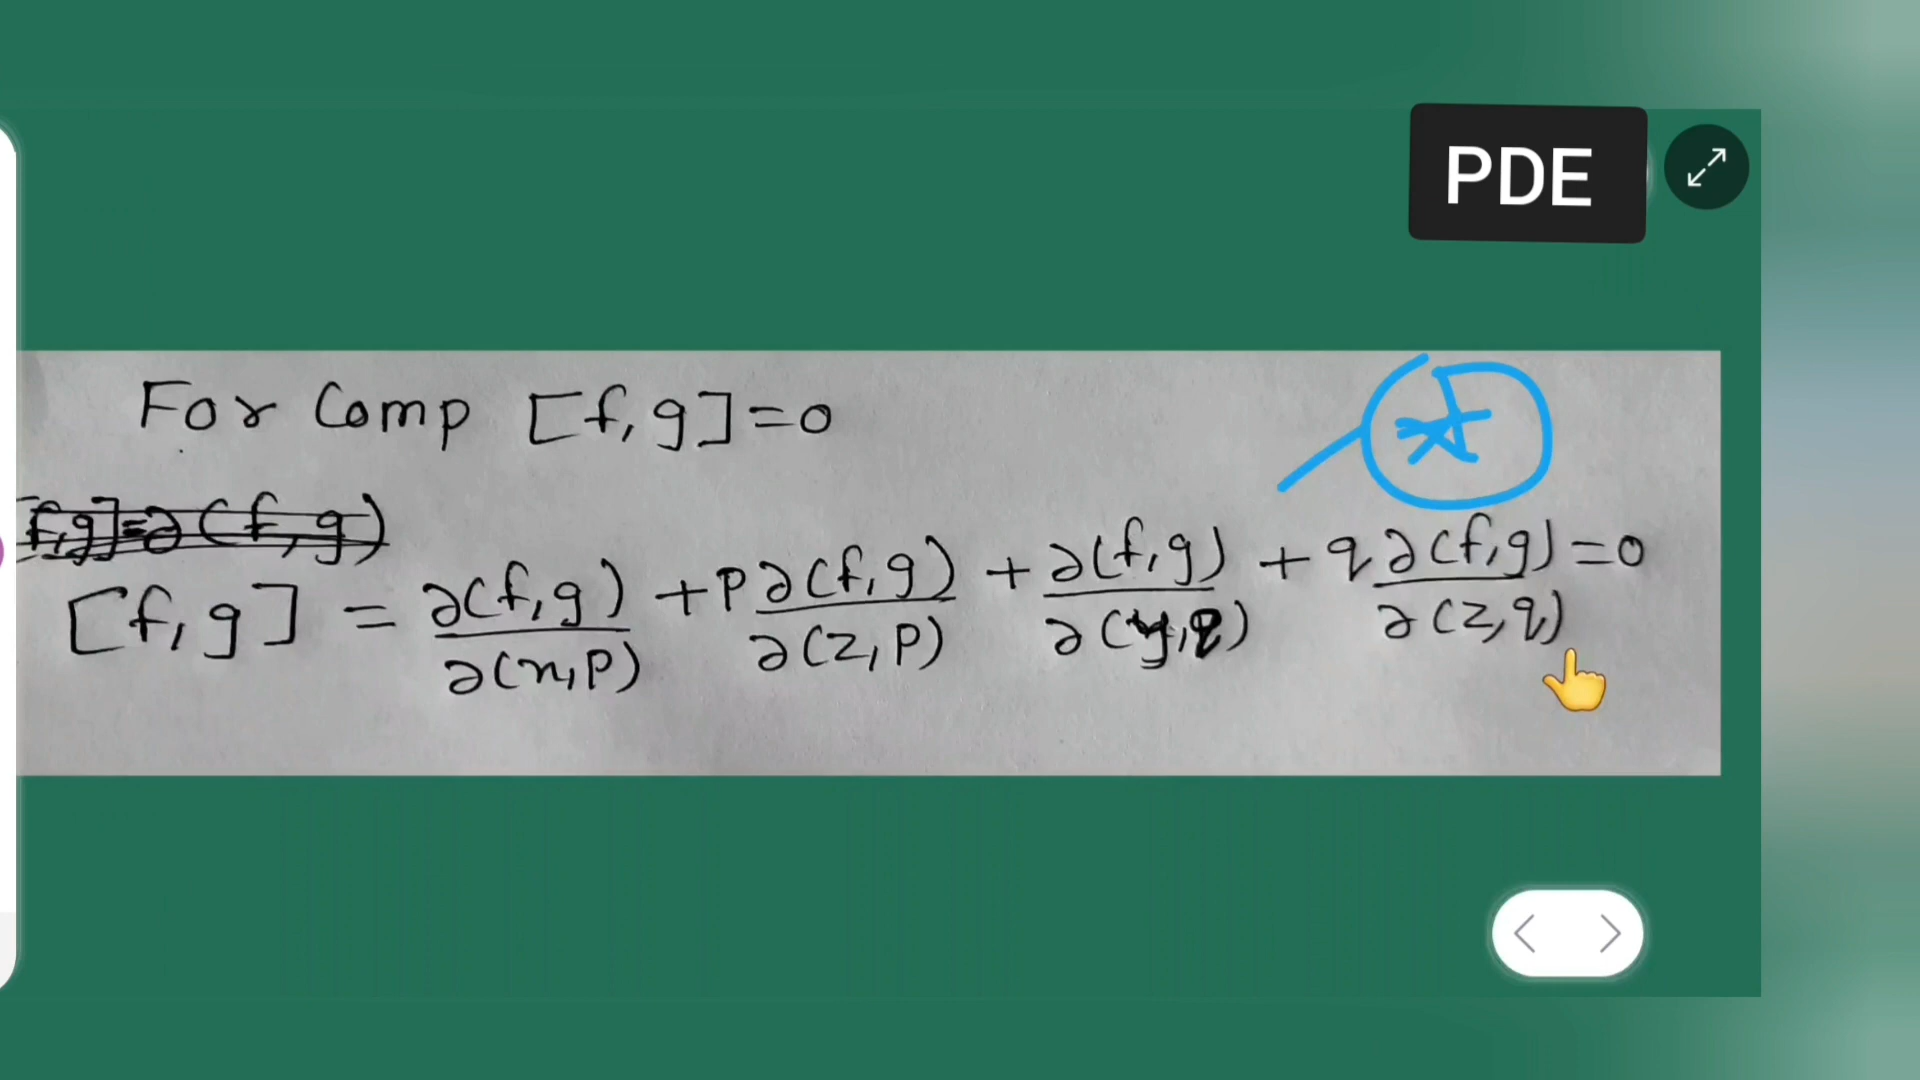 PDE
For Comp [f,g]=0
[f,g]=∂(f,g)
[f,g] = ∂(f,g)/∂(x,p) + p ∂(f,g)/∂(z,p) + ∂(f,g)/∂(y,q) + q ∂(f,g)/∂(z,q) = 0